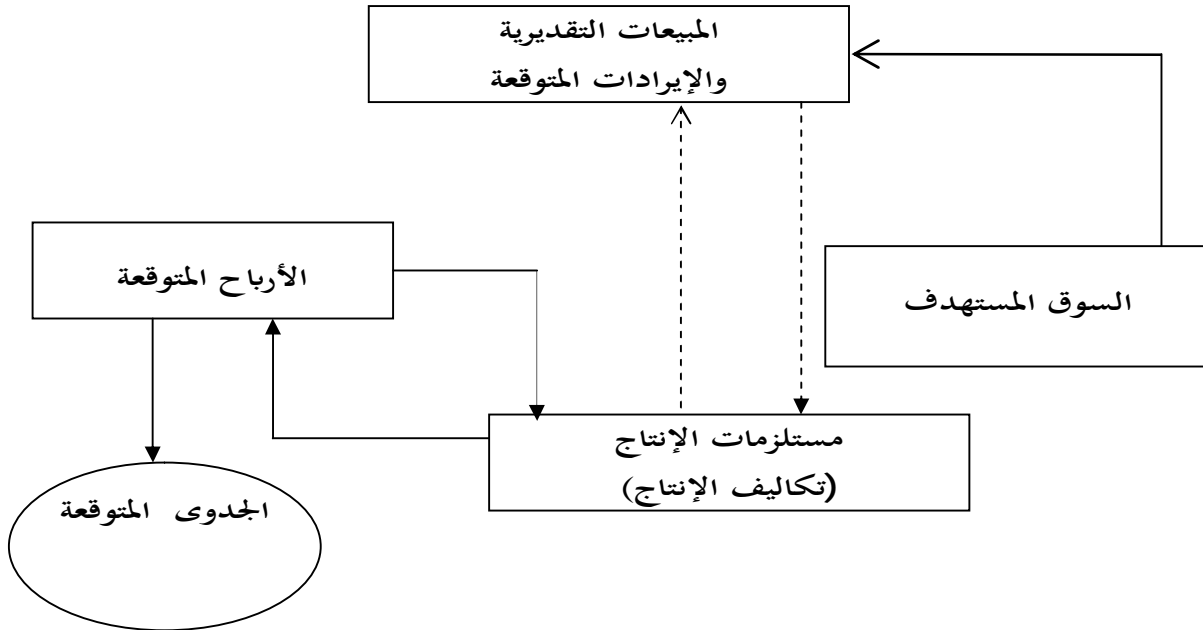 المبيعات التقديرية
والإيرادات المتوقعة
السوق المستهدف
الأرباح المتوقعة
مستلزمات الإنتاج
(تكاليف الإنتاج)
الجدوى المتوقعة